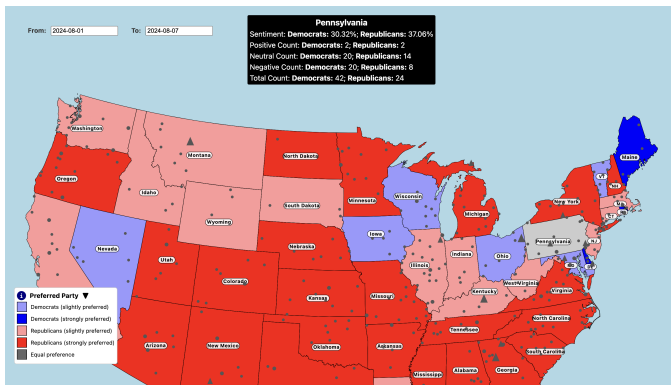 Pennsylvania
Sentiment: Democrats: 30.32%; Republicans: 37.06%
Positive Count: Democrats: 2; Republicans: 2
Neutral Count: Democrats: 20; Republicans: 14
Negative Count: Democrats: 20; Republicans: 8
Total Count: Democrats: 42; Republicans: 24
From: 2024-08-01 To: 2024-08-07
Washington
Montana
North Dakota
Maine
Oregon
Idaho
Minnesota
Wisconsin
VT
NH
South Dakota
Wyoming
Michigan
New York
MA
CT
Nevada
Iowa
Pennsylvania
NJ
Nebraska
Utah
Ohio
Illinois
Indiana
MD
Colorado
West Virginia
Kansas
Missouri
Kentucky
Virginia
North Carolina
Tennessee
Arizona
New Mexico
Oklahoma
Arkansas
South Carolina
Mississippi
Alabama
Georgia
Preferred Party ▼
Democrats (slightly preferred)
Democrats (strongly preferred)
Republicans (slightly preferred)
Republicans (strongly preferred)
Equal preference